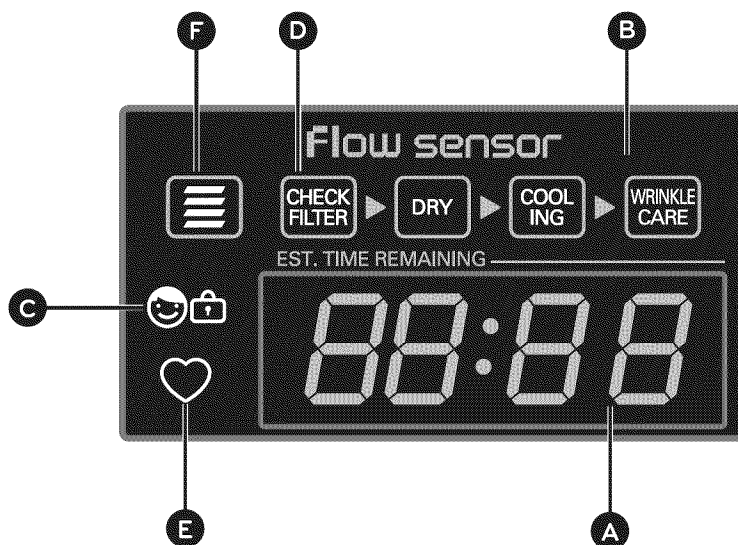 F D B
Flow sensor
CHECK
FILTER
DRY
COOL
ING
WRINKLE
CARE
EST. TIME REMAINING
C
88:88
E A